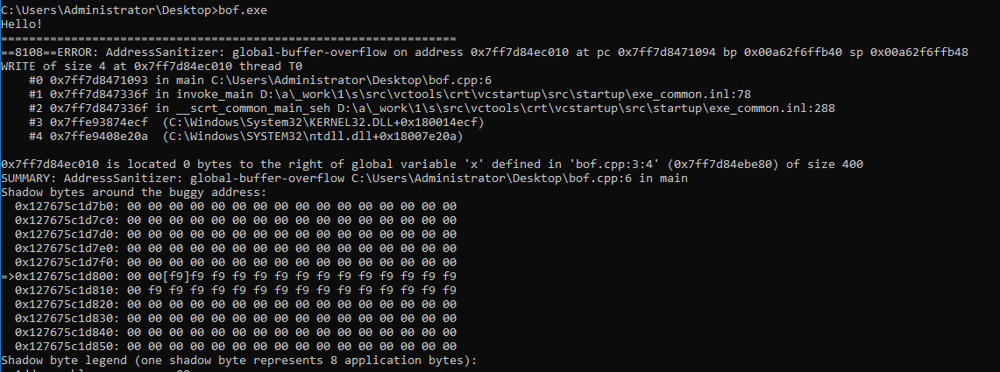 C:\Users\Administrator\Desktop>bof.exe
Hello!
=================================================================
==8108==ERROR: AddressSanitizer: global-buffer-overflow on address 0x7ff7d84ec010 at pc 0x7ff7d8471094 bp 0x00a62f6ffb40 sp 0x00a62f6ffb48
WRITE of size 4 at 0x7ff7d84ec010 thread T0
    #0 0x7ff7d8471093 in main C:\Users\Administrator\Desktop\bof.cpp:6
    #1 0x7ff7d847336f in invoke_main D:\a\_work\1\s\src\vctools\crt\vcstartup\src\startup\exe_common.inl:78
    #2 0x7ff7d847336f in __scrt_common_main_seh D:\a\_work\1\s\src\vctools\crt\vcstartup\src\startup\exe_common.inl:288
    #3 0x7ffe93874ecf  (C:\Windows\System32\KERNEL32.DLL+0x180014ecf)
    #4 0x7ffe9408e20a  (C:\Windows\SYSTEM32\ntdll.dll+0x18007e20a)
0x7ff7d84ec010 is located 0 bytes to the right of global variable 'x' defined in 'bof.cpp:3:4' (0x7ff7d84ebe80) of size 400
SUMMARY: AddressSanitizer: global-buffer-overflow C:\Users\Administrator\Desktop\bof.cpp:6 in main
Shadow bytes around the buggy address:
  0x127675c1d7b0: 00 00 00 00 00 00 00 00 00 00 00 00 00 00 00 00
  0x127675c1d7c0: 00 00 00 00 00 00 00 00 00 00 00 00 00 00 00 00
  0x127675c1d7d0: 00 00 00 00 00 00 00 00 00 00 00 00 00 00 00 00
  0x127675c1d7e0: 00 00 00 00 00 00 00 00 00 00 00 00 00 00 00 00
  0x127675c1d7f0: 00 00 00 00 00 00 00 00 00 00 00 00 00 00 00 00
=>0x127675c1d800: 00 00[f9]f9 f9 f9 f9 f9 f9 f9 f9 f9 f9 f9 f9 f9
  0x127675c1d810: 00 f9 f9 f9 f9 f9 f9 f9 f9 f9 f9 f9 f9 f9 f9 f9
  0x127675c1d820: 00 00 00 00 00 00 00 00 00 00 00 00 00 00 00 00
  0x127675c1d830: 00 00 00 00 00 00 00 00 00 00 00 00 00 00 00 00
  0x127675c1d840: 00 00 00 00 00 00 00 00 00 00 00 00 00 00 00 00
  0x127675c1d850: 00 00 00 00 00 00 00 00 00 00 00 00 00 00 00 00
Shadow byte legend (one shadow byte represents 8 application bytes):